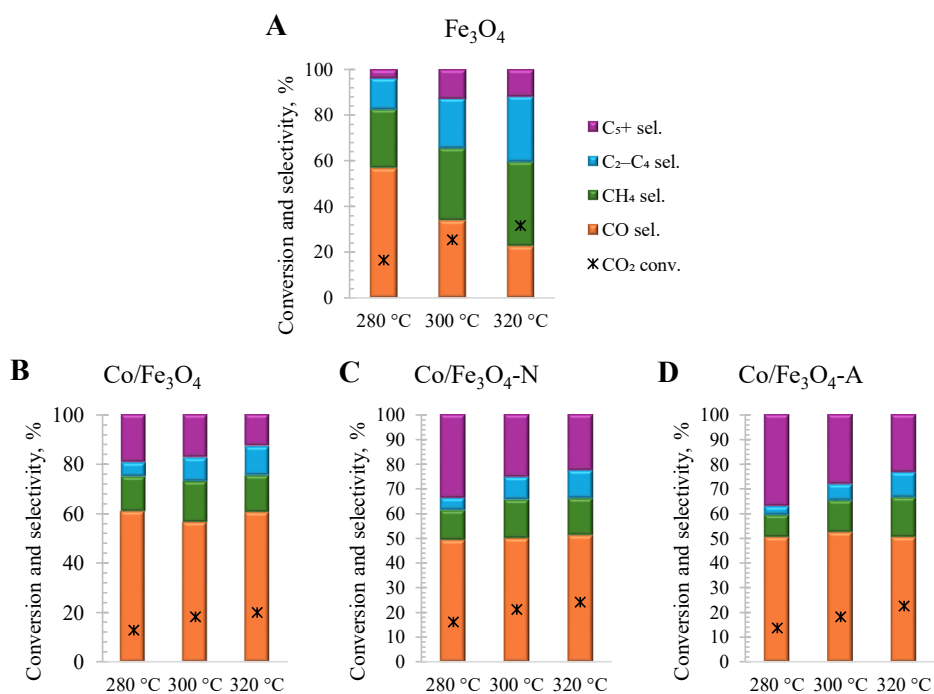 A
Fe₃O₄
Conversion and selectivity, %
100
80
60
40
20
0
280 °C 300 °C 320 °C
C₅+ sel.
C₂–C₄ sel.
CH₄ sel.
CO sel.
CO₂ conv.
B
Co/Fe₃O₄
Conversion and selectivity, %
100
80
60
40
20
0
280 °C 300 °C 320 °C
C
Co/Fe₃O₄-N
Conversion and selectivity, %
100
90
80
70
60
50
40
30
20
10
0
280 °C 300 °C 320 °C
D
Co/Fe₃O₄-A
Conversion and selectivity, %
100
90
80
70
60
50
40
30
20
10
0
280 °C 300 °C 320 °C